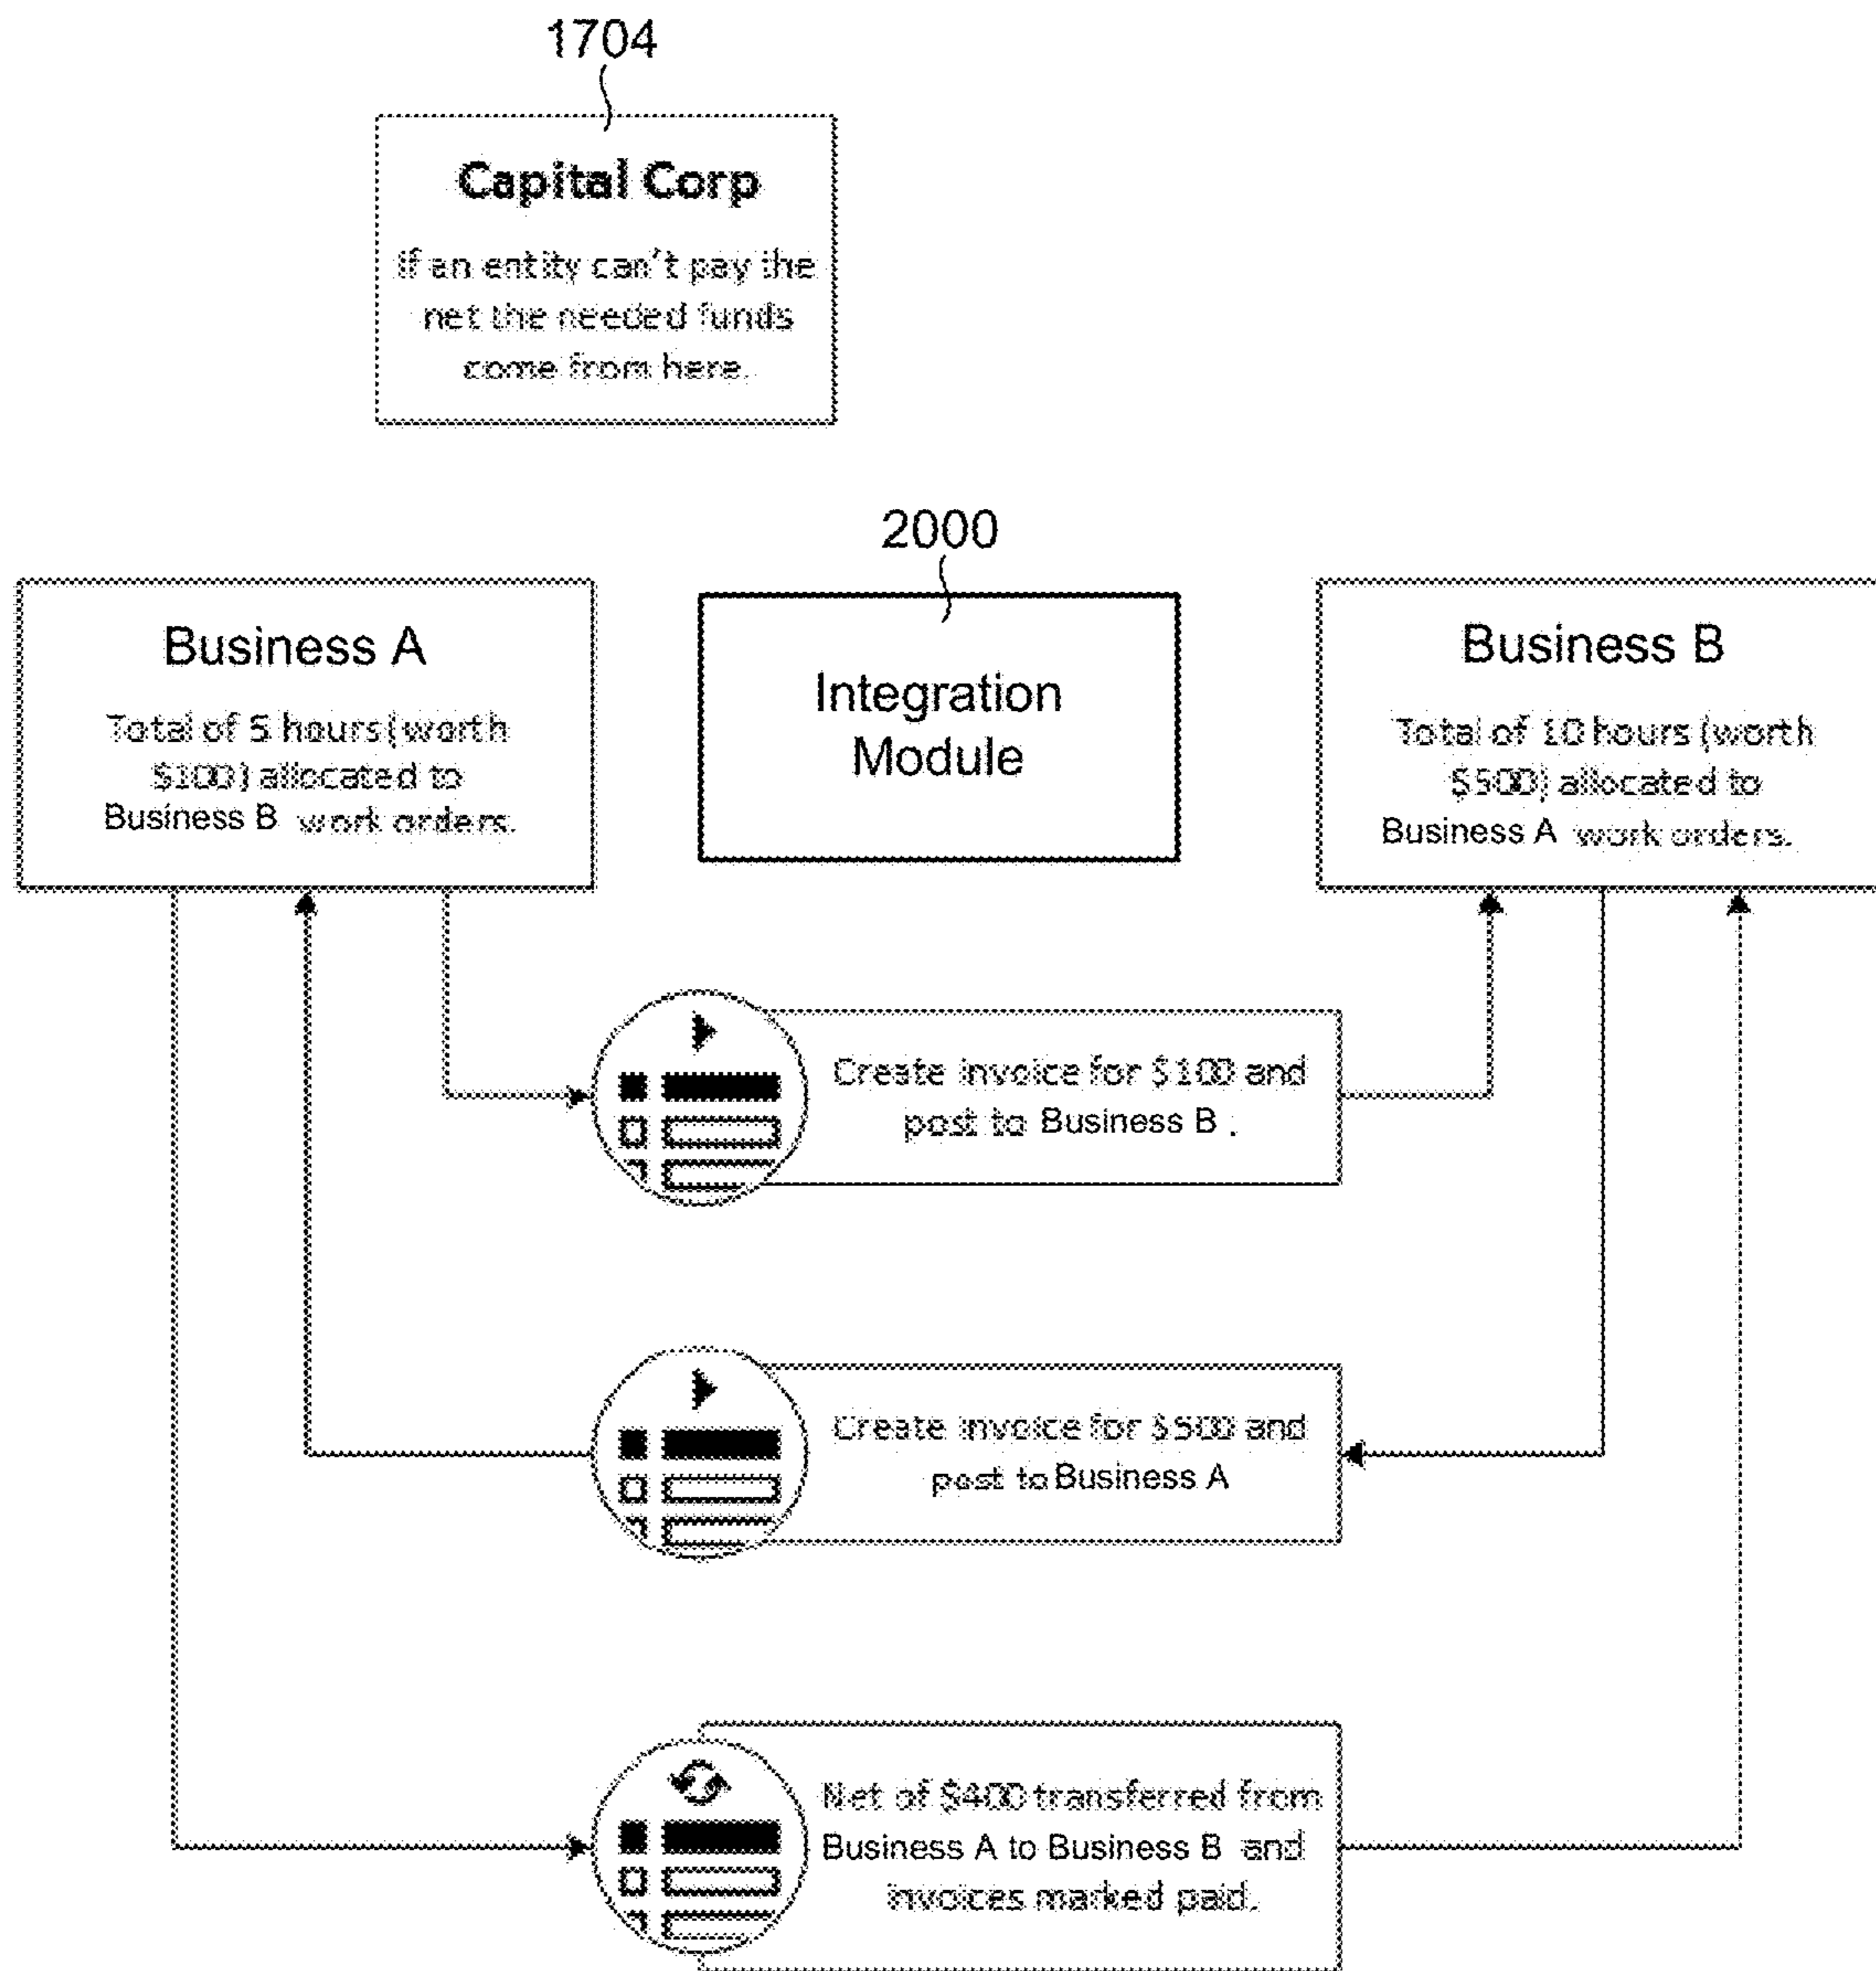 1704
Capital Corp
If an entity can't pay the
net the needed funds
come from here.
2000
Business A
Total of 5 hours (worth
$100) allocated to
Business B work orders.
Integration
Module
Business B
Total of 10 hours (worth
$500) allocated to
Business A work orders.
Create invoice for $100 and
post to Business B .
Create invoice for $500 and
post to Business A
Net of $400 transferred from
Business A to Business B and
invoices marked paid.